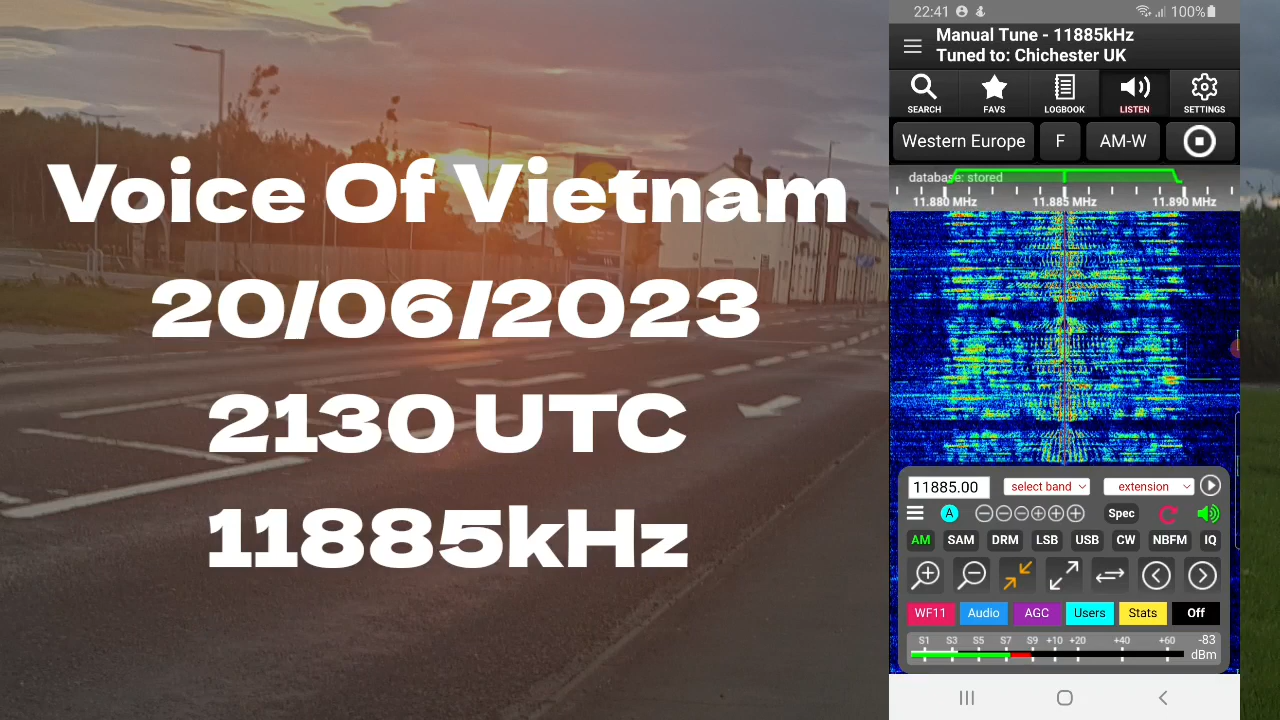 Voice Of Vietnam
20/06/2023
2130 UTC
11885kHz
22:41
100%
Manual Tune - 11885kHz
Tuned to: Chichester UK
SEARCH FAVS LOGBOOK LISTEN SETTINGS
Western Europe F AM-W
database: stored
11.880 MHz 11.885 MHz 11.890 MHz
11885.00 select band extension
A Spec
AM SAM DRM LSB USB CW NBFM IQ
WF11 Audio AGC Users Stats Off
S1 S3 S5 S7 S9 +10 +20 +40 +60 -83
dBm